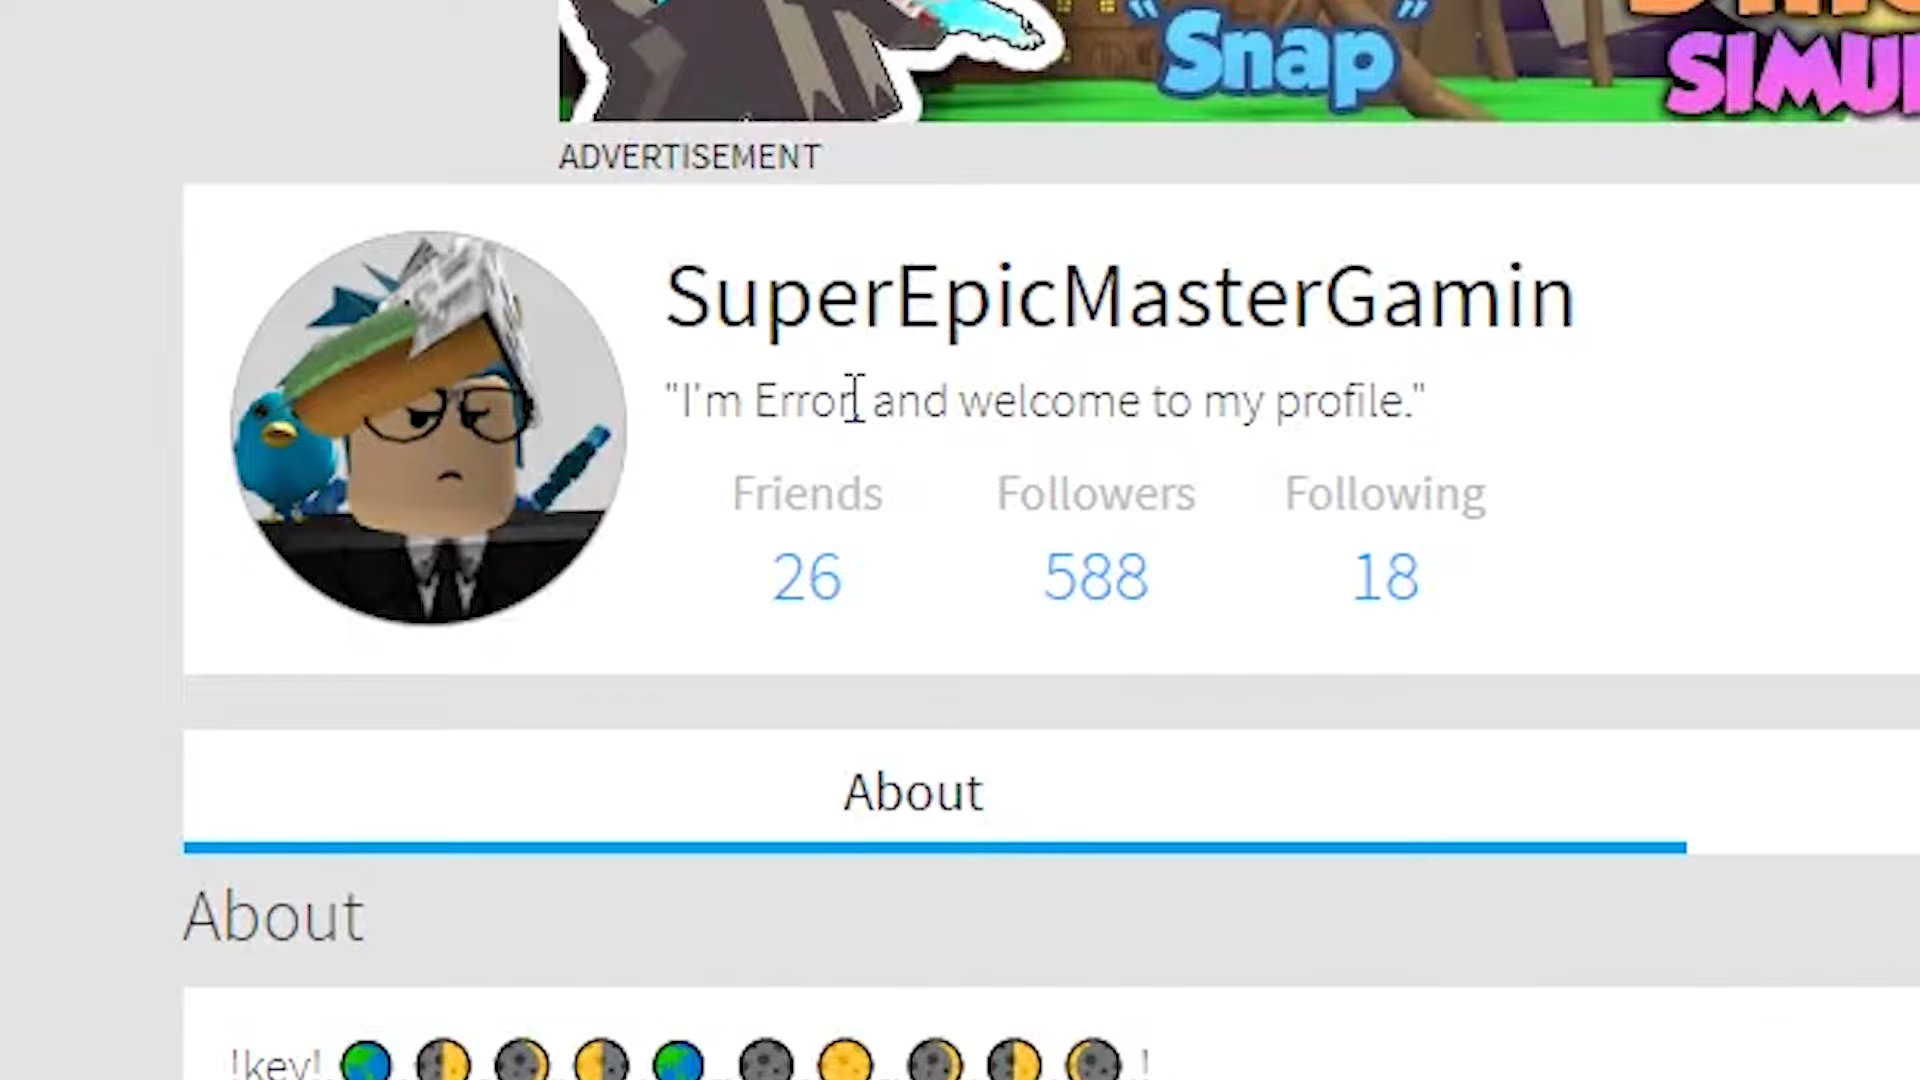 "Snap"
SIMU
ADVERTISEMENT
SuperEpicMasterGamin
"I'm Error and welcome to my profile."
Friends Followers Following
26 588 18
About
About
!key! 🌏🌓🌒🌗🌏🌑🌕🌒🌓🌘 !